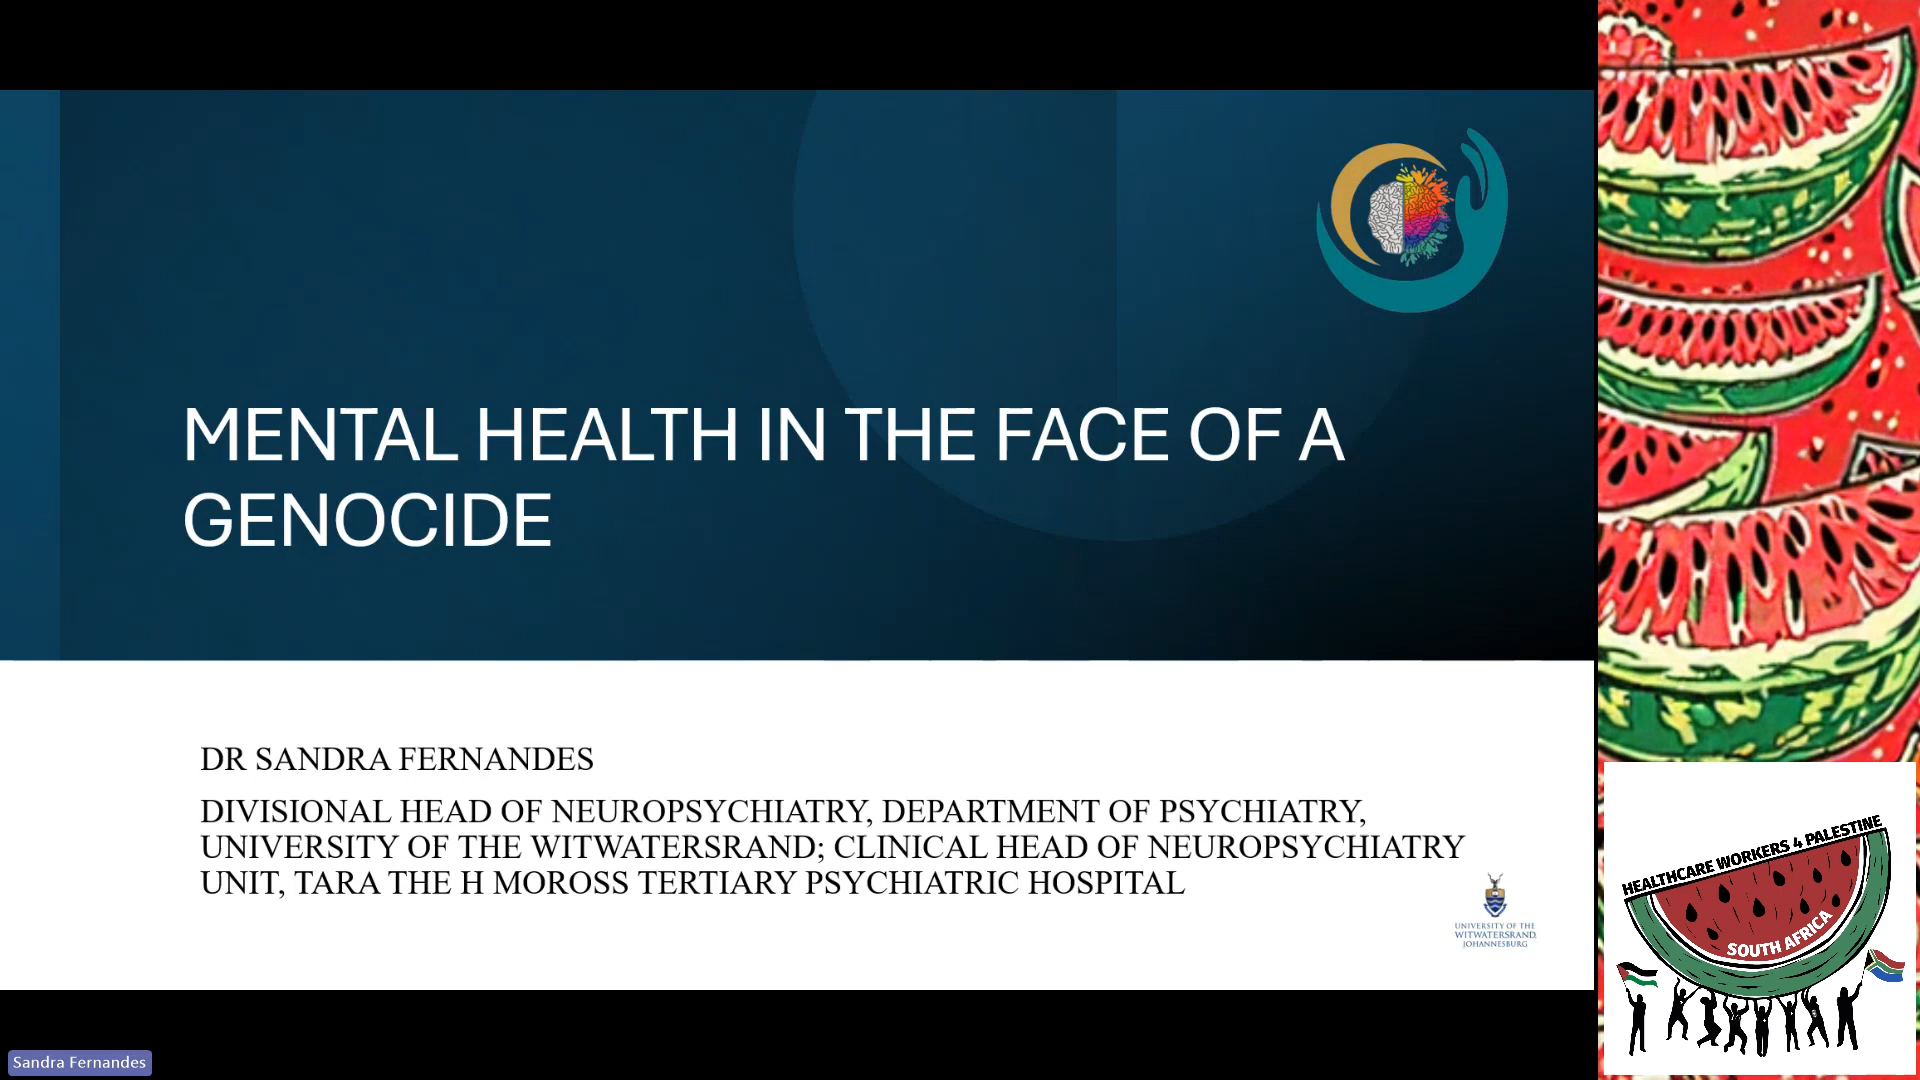 MENTAL HEALTH IN THE FACE OF A
GENOCIDE
DR SANDRA FERNANDES
DIVISIONAL HEAD OF NEUROPSYCHIATRY, DEPARTMENT OF PSYCHIATRY,
UNIVERSITY OF THE WITWATERSRAND; CLINICAL HEAD OF NEUROPSYCHIATRY
UNIT, TARA THE H MOROSS TERTIARY PSYCHIATRIC HOSPITAL
UNIVERSITY OF THE
WITWATERSRAND,
JOHANNESBURG
HEALTHCARE WORKERS 4 PALESTINE
SOUTH AFRICA
Sandra Fernandes